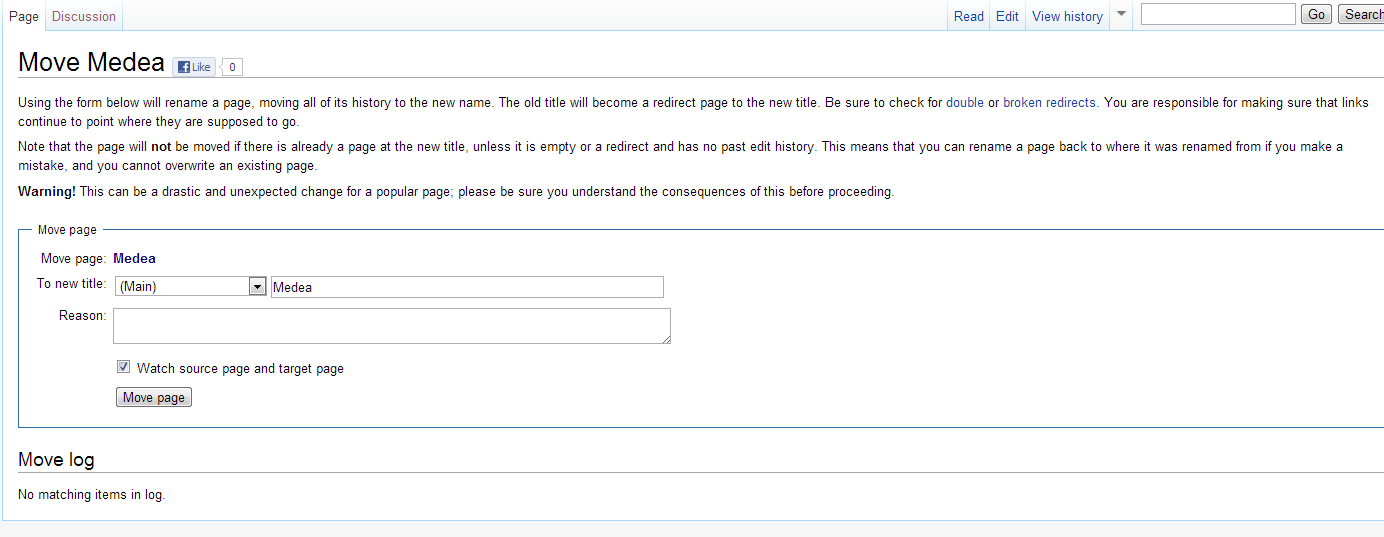 Page Discussion Read Edit View history Go Search
Move Medea Like 0
Using the form below will rename a page, moving all of its history to the new name. The old title will become a redirect page to the new title. Be sure to check for double or broken redirects. You are responsible for making sure that links
continue to point where they are supposed to go.
Note that the page will not be moved if there is already a page at the new title, unless it is empty or a redirect and has no past edit history. This means that you can rename a page back to where it was renamed from if you make a
mistake, and you cannot overwrite an existing page.
Warning! This can be a drastic and unexpected change for a popular page; please be sure you understand the consequences of this before proceeding.
Move page
Move page: Medea
To new title: (Main) Medea
Reason:
Watch source page and target page
Move page
Move log
No matching items in log.